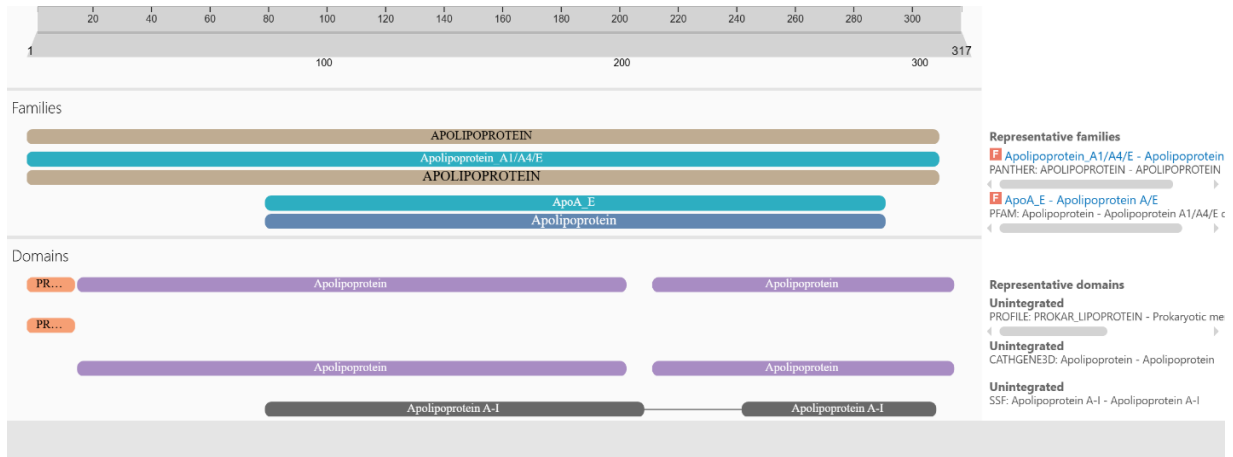 20 40 60 80 100 120 140 160 180 200 220 240 260 280 300
1 317
100 200 300
Families
APOLIPOPROTEIN
Apolipoprotein_A1/A4/E
APOLIPOPROTEIN
ApoA_E
Apolipoprotein
Representative families
F Apolipoprotein_A1/A4/E - Apolipoprotein
PANTHER: APOLIPOPROTEIN - APOLIPOPROTEIN
F ApoA_E - Apolipoprotein A/E
PFAM: Apolipoprotein - Apolipoprotein A1/A4/E d
Domains
PR... Apolipoprotein Apolipoprotein
PR...
Apolipoprotein Apolipoprotein
Apolipoprotein A-I Apolipoprotein A-I
Representative domains
Unintegrated
PROFILE: PROKAR_LIPOPROTEIN - Prokaryotic me
Unintegrated
CATHGENE3D: Apolipoprotein - Apolipoprotein
Unintegrated
SSF: Apolipoprotein A-I - Apolipoprotein A-I